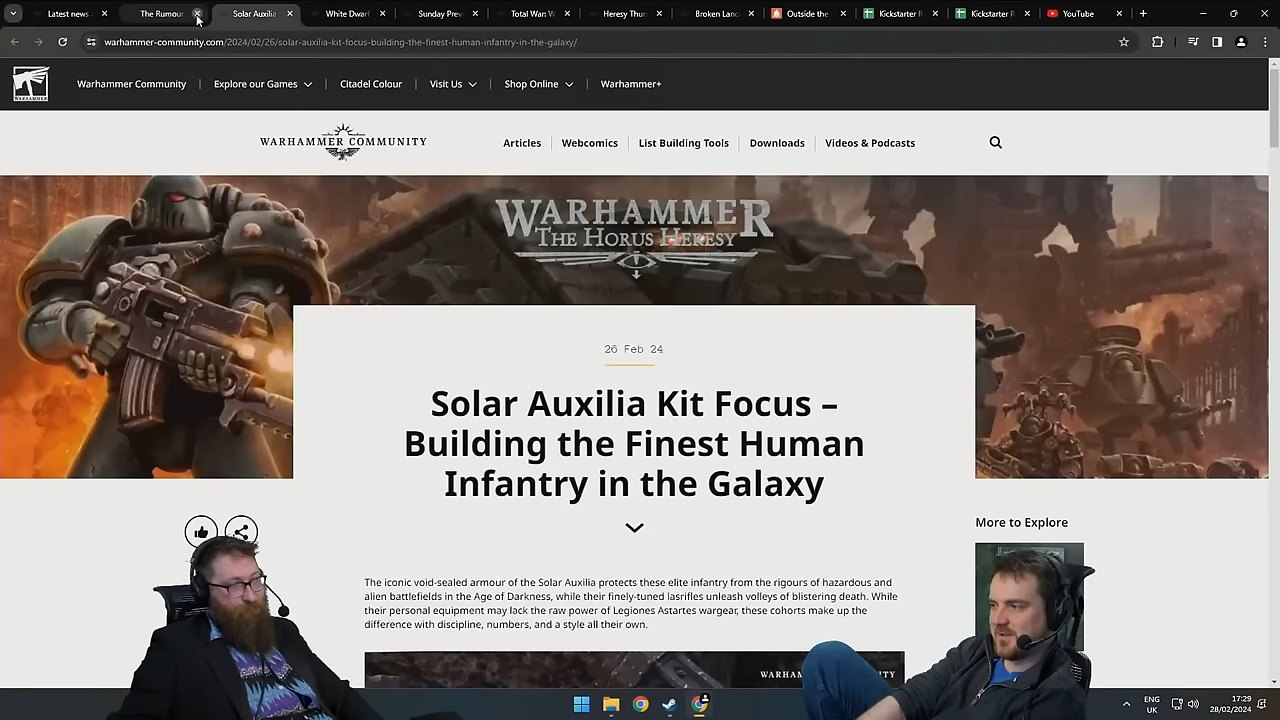 Latest news
The Rumour
Solar Auxilia
White Dwarf
Sunday Prev
Total War: W
Heresy Thu
Broken Lan
Outside the
Kickstarter R
Kickstarter R
YouTube
warhammer-community.com/2024/02/26/solar-auxilia-kit-focus-building-the-finest-human-infantry-in-the-galaxy/
Warhammer Community
Explore our Games
Citadel Colour
Visit Us
Shop Online
Warhammer+
WARHAMMER COMMUNITY
Articles
Webcomics
List Building Tools
Downloads
Videos & Podcasts
WARHAMMER
THE HORUS HERESY
26 Feb 24
Solar Auxilia Kit Focus –
Building the Finest Human
Infantry in the Galaxy
More to Explore
The iconic void-sealed armour of the Solar Auxilia protects these elite infantry from the rigours of hazardous and
alien battlefields in the Age of Darkness, while their finely-tuned lasrifles unleash volleys of blistering death. While
their personal equipment may lack the raw power of Legiones Astartes wargear, these cohorts make up the
difference with discipline, numbers, and a style all their own.
ENG
UK
17:29
28/02/2024